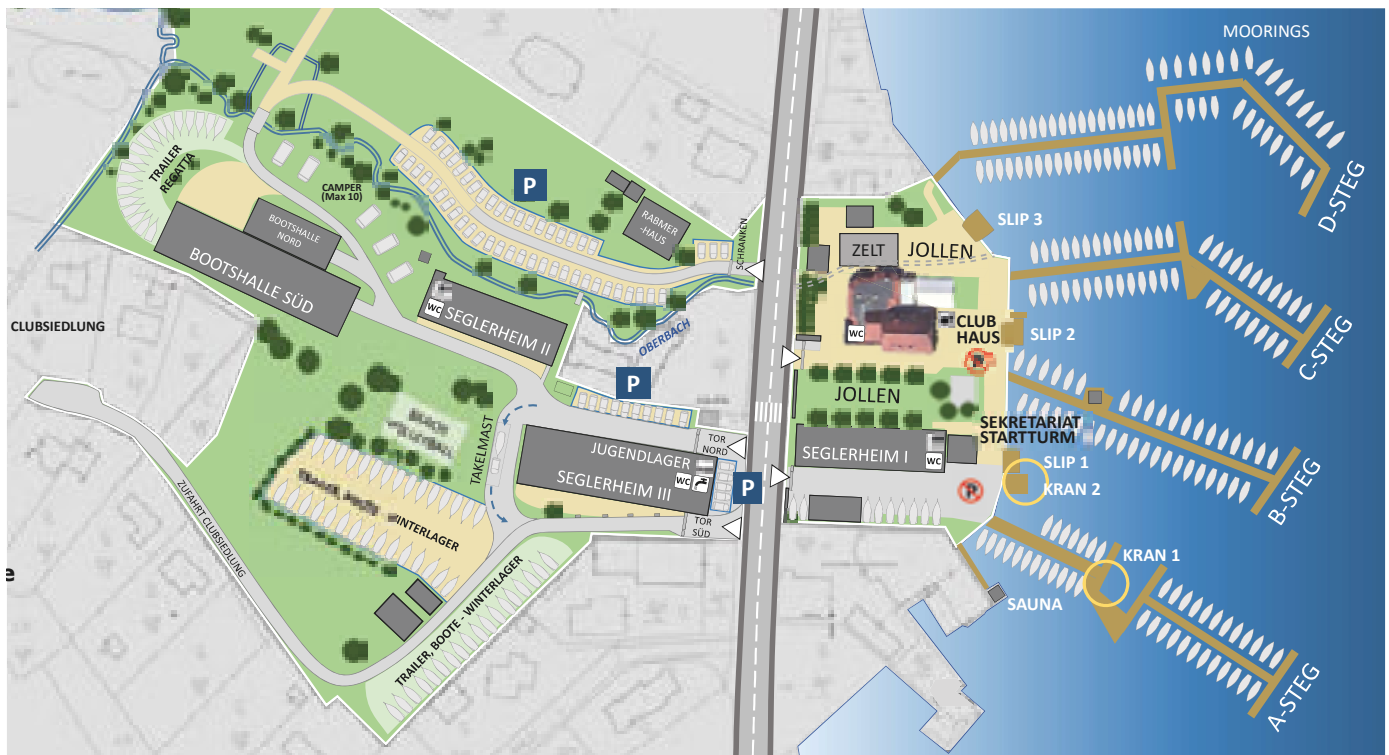 MOORINGS
D-STEG
TRAILER
REGATTA
CAMPER
(Max 10)
P
RABMER
-HAUS
SCHRANKEN
SLIP 3
ZELT
JOLLEN
BOOTSHALLE
NORD
BOOTSHALLE SÜD
WC
SEGLERHEIM II
OBERBACH
CLUBSIEDLUNG
WC
CLUB
HAUS
SLIP 2
C-STEG
P
JOLLEN
TAKELMAST
TOR
NORD
JUGENDLAGER
SEGLERHEIM III
WC
P
SEKRETARIAT
STARTTURM
SEGLERHEIM I
WC
SLIP 1
KRAN 2
P
B-STEG
WINTERLAGER
ZUFAHRT CLUBSIEDLUNG
TOR
SÜD
KRAN 1
e
TRAILER, BOOTE - WINTERLAGER
SAUNA
A-STEG